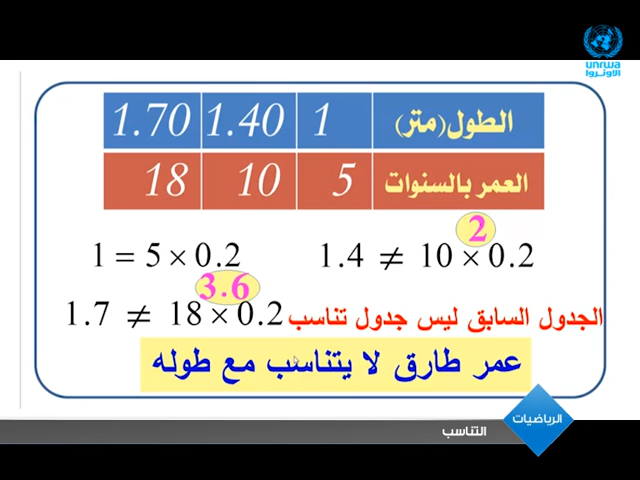 unrwa
الاونروا
الطول(متر) 1 1.40 1.70
العمر بالسنوات 5 10 18
2
1 = 5 × 0.2 1.4 ≠ 10 × 0.2
3.6
1.7 ≠ 18 × 0.2 الجدول السابق ليس جدول تناسب
عمر طارق لا يتناسب مع طوله
الرياضيات
التناسب